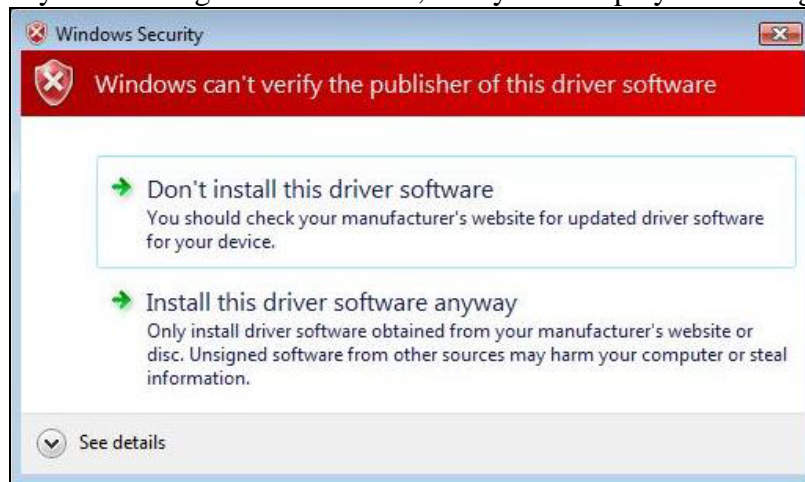 Windows Security
Windows can't verify the publisher of this driver software
Don't install this driver software
You should check your manufacturer's website for updated driver software
for your device.
Install this driver software anyway
Only install driver software obtained from your manufacturer's website or
disc. Unsigned software from other sources may harm your computer or steal
information.
See details